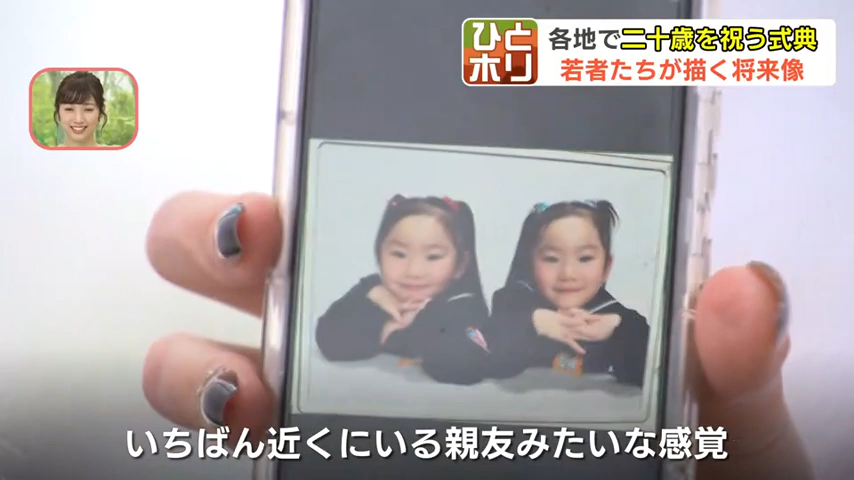 ひと
ホリ
各地で二十歳を祝う式典
若者たちが描く将来像
いちばん近くにいる親友みたいな感覚